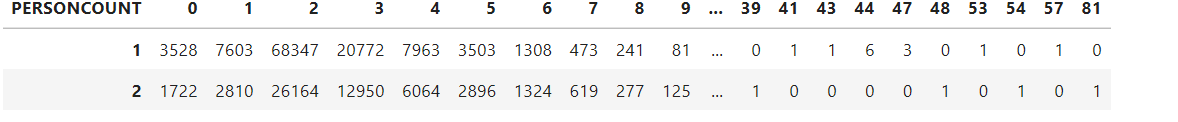 PERSONCOUNT 0 1 2 3 4 5 6 7 8 9 ... 39 41 43 44 47 48 53 54 57 81
1 3528 7603 68347 20772 7963 3503 1308 473 241 81 ... 0 1 1 6 3 0 1 0 1 0
2 1722 2810 26164 12950 6064 2896 1324 619 277 125 ... 1 0 0 0 0 1 0 1 0 1